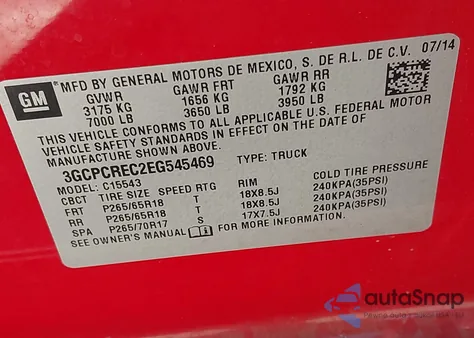 GM
MFD BY GENERAL MOTORS DE MEXICO, S. DE R.L. DE C.V. 07/14
GVWR GAWR FRT GAWR RR
3175 KG 1656 KG 1792 KG
7000 LB 3650 LB 3950 LB
THIS VEHICLE CONFORMS TO ALL APPLICABLE U.S. FEDERAL MOTOR
VEHICLE SAFETY STANDARDS IN EFFECT ON THE DATE OF
MANUFACTURE SHOWN ABOVE.
3GCPCREC2EG545469 TYPE: TRUCK
MODEL: C15543
CBCT TIRE SIZE SPEED RTG RIM COLD TIRE PRESSURE
FRT P265/65R18 T 18X8.5J 240KPA(35PSI)
RR P265/65R18 T 18X8.5J 240KPA(35PSI)
SPA P265/70R17 S 17X7.5J 240KPA(35PSI)
SEE OWNER'S MANUAL FOR MORE INFORMATION.
autoSnap